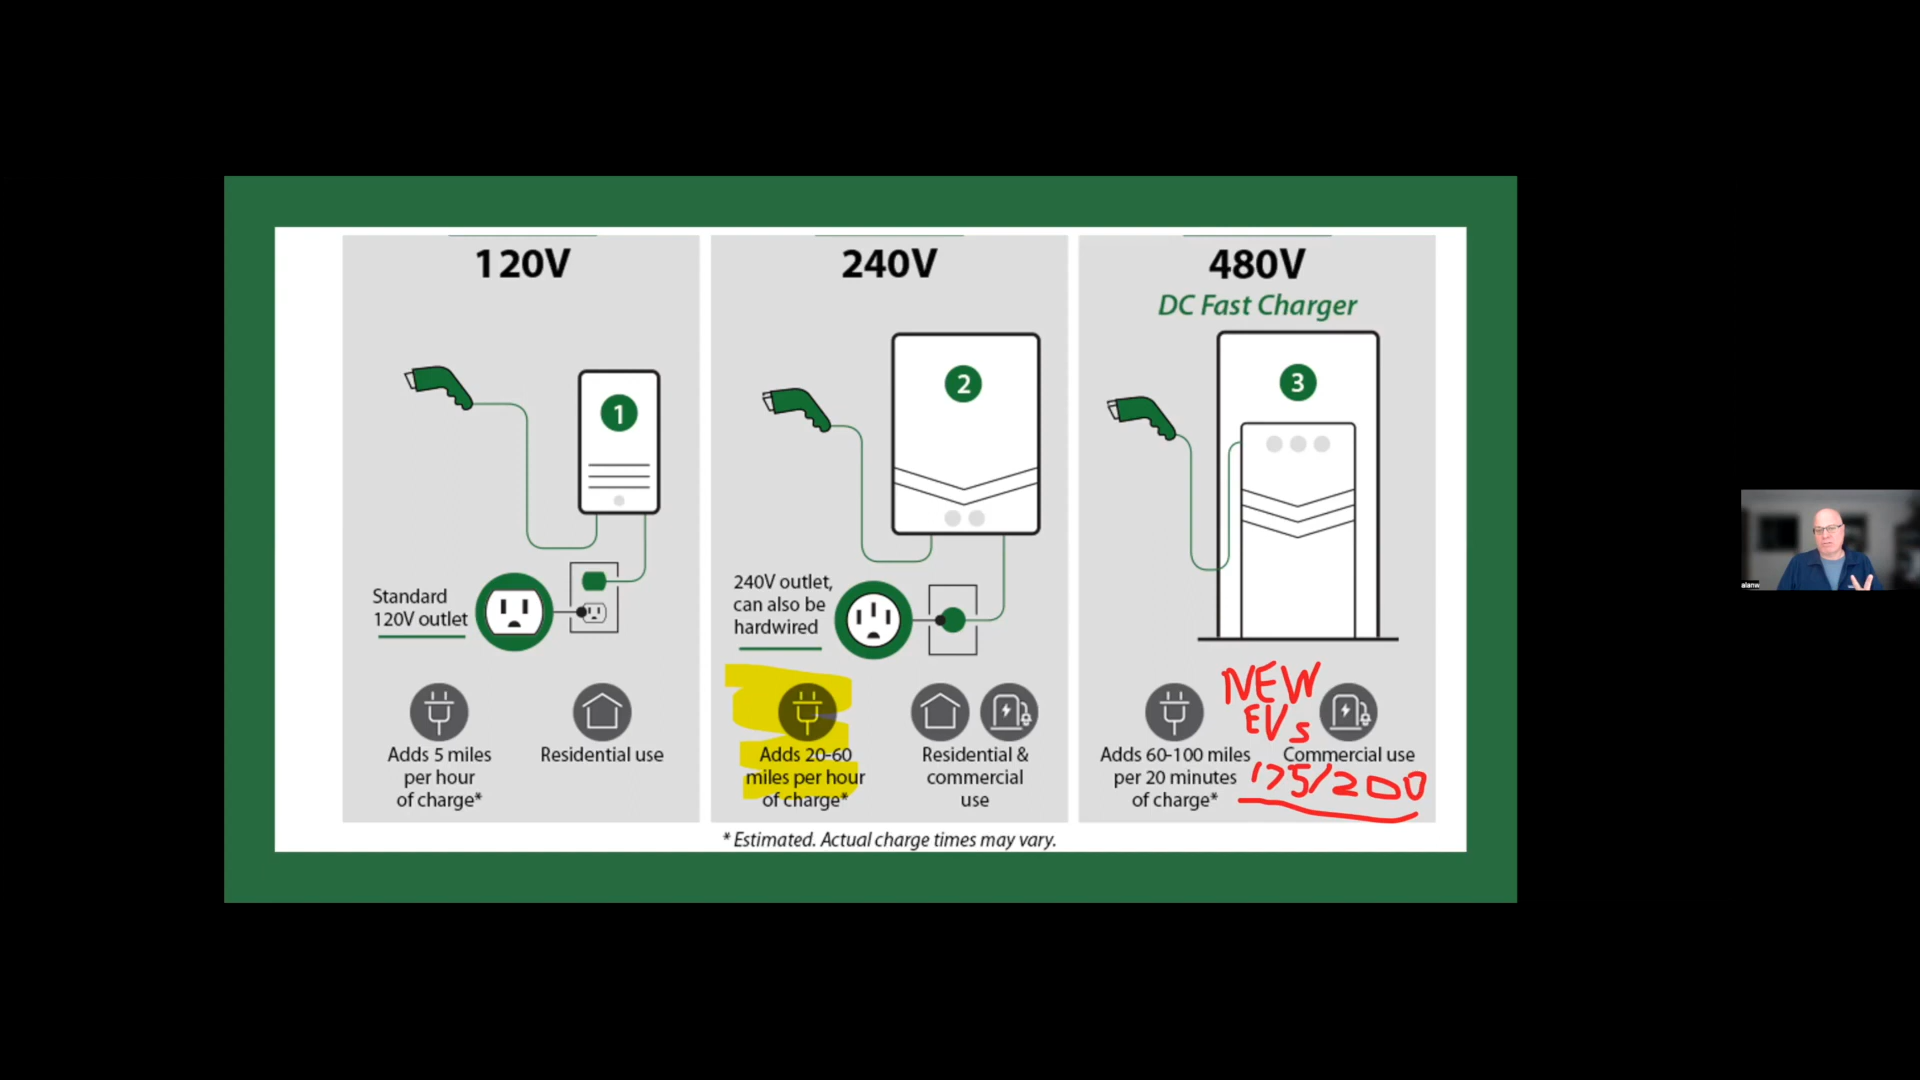 120V
1
Standard
120V outlet
Adds 5 miles
per hour
of charge*
Residential use
240V
2
240V outlet,
can also be
hardwired
Adds 20-60
miles per hour
of charge*
Residential &
commercial
use
480V
DC Fast Charger
3
NEW
EVs
Adds 60-100 miles
per 20 minutes
of charge*
Commercial use
175/200
* Estimated. Actual charge times may vary.
alanw